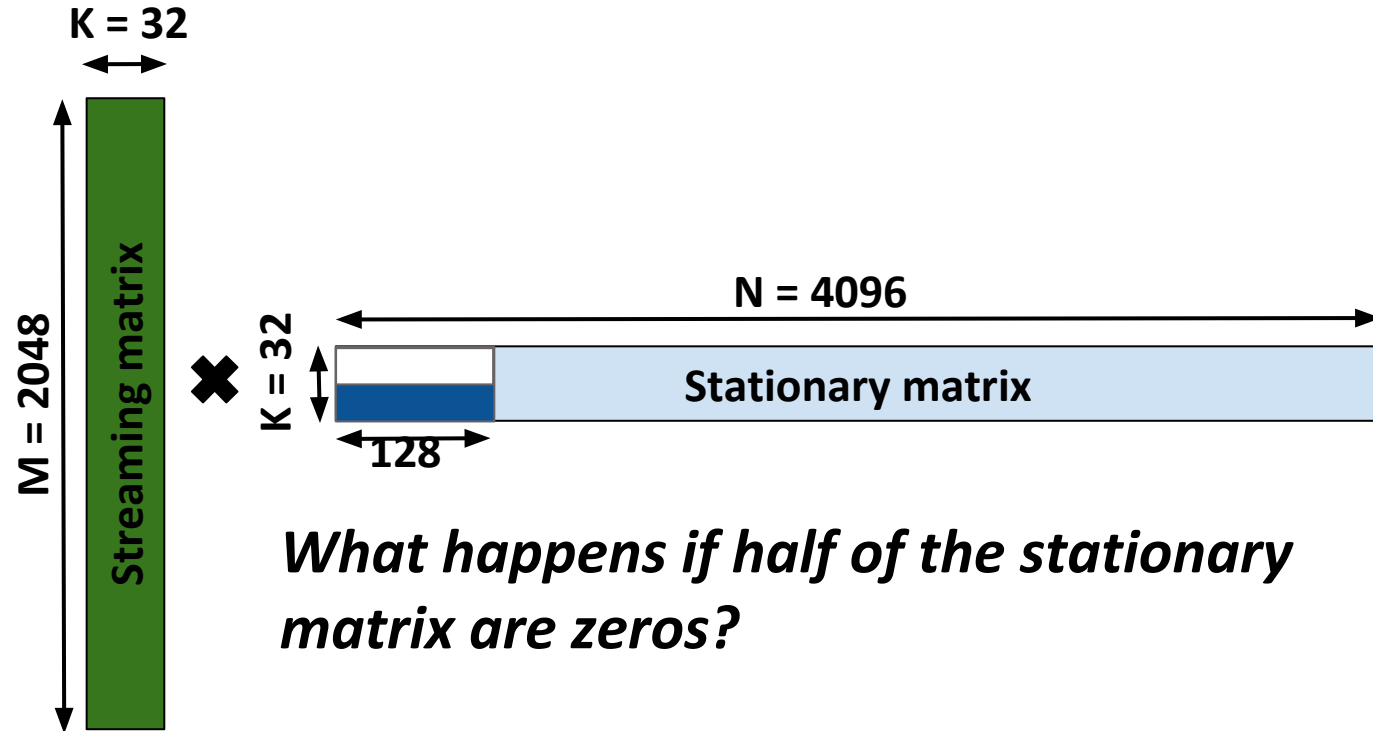 K = 32
M = 2048
Streaming matrix
K = 32
N = 4096
Stationary matrix
128
What happens if half of the stationary
matrix are zeros?